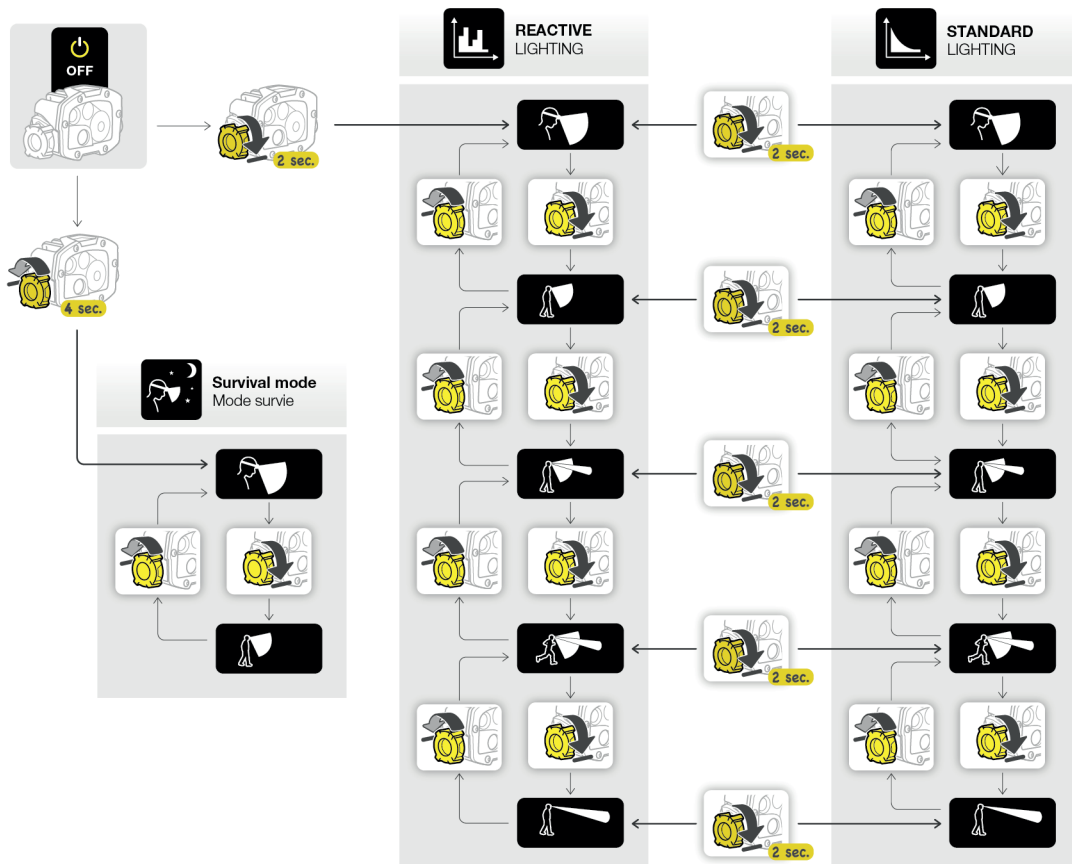 OFF
REACTIVE
LIGHTING
STANDARD
LIGHTING
2 sec.
2 sec.
2 sec.
4 sec.
Survival mode
Mode survie
2 sec.
2 sec.
2 sec.